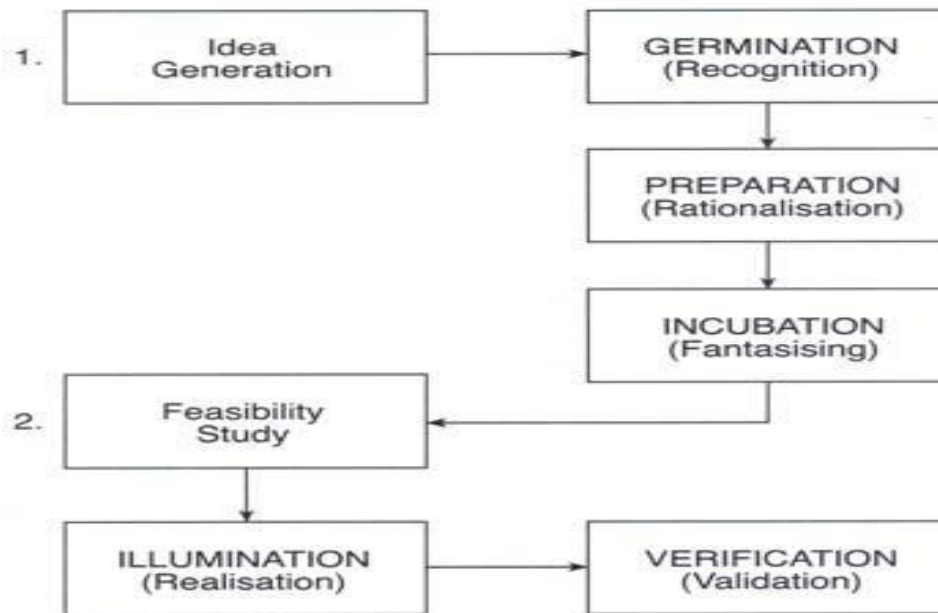 1.
Idea
Generation
GERMINATION
(Recognition)
PREPARATION
(Rationalisation)
INCUBATION
(Fantasising)
2.
Feasibility
Study
ILLUMINATION
(Realisation)
VERIFICATION
(Validation)